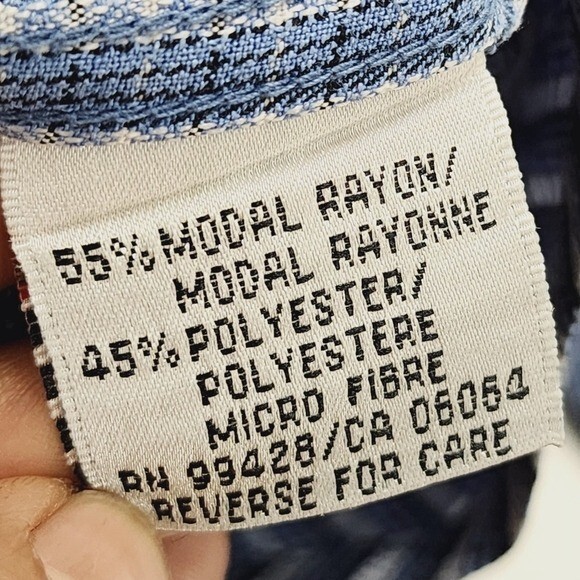 55% MODAL RAYON/
MODAL RAYONNE
45% POLYESTER/
POLYESTERE
MICRO FIBRE
RN 99428/CA 06064
REVERSE FOR CARE